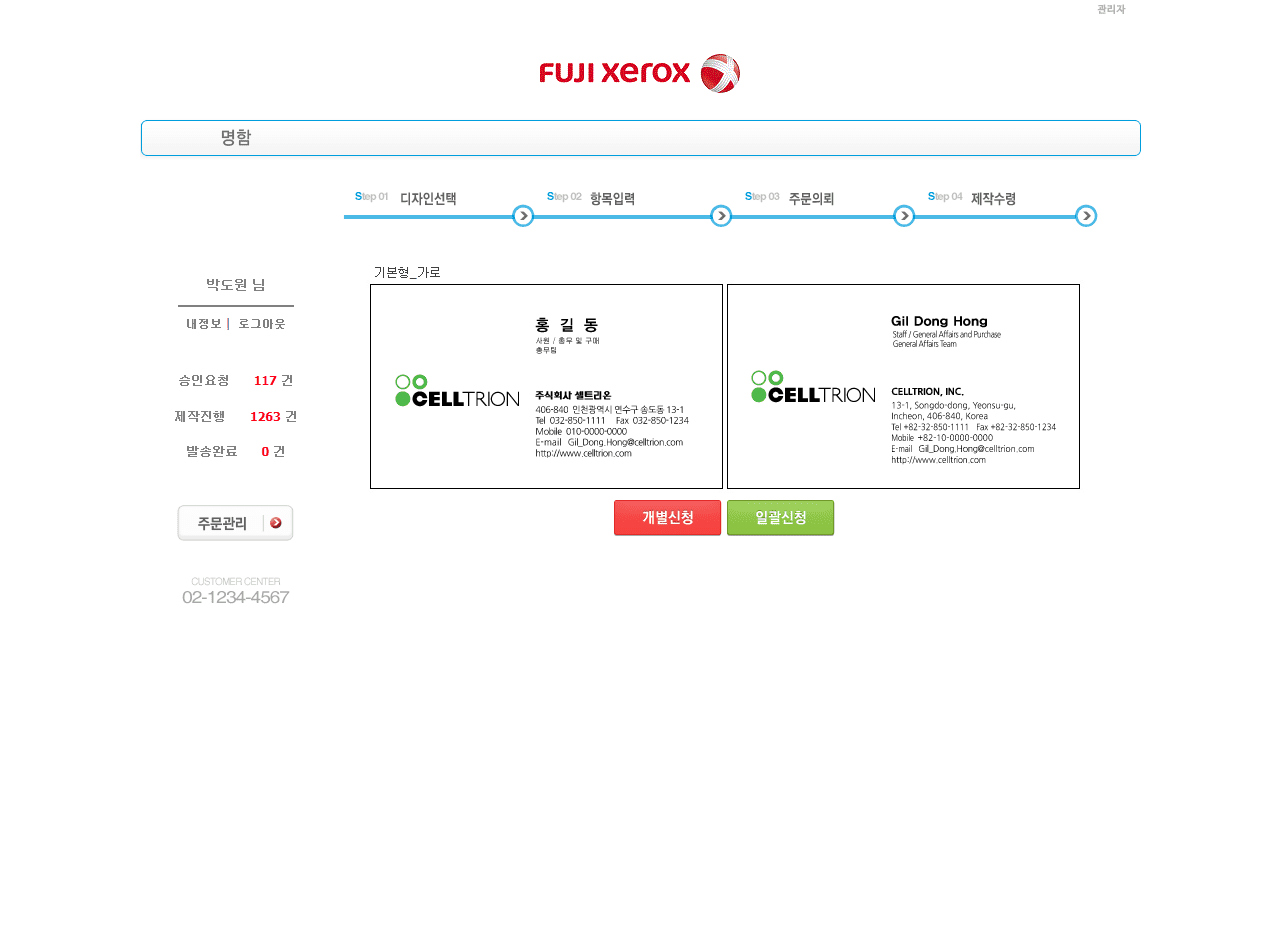 관리자
FUJI xerox
명함
Step 01 디자인선택
Step 02 항목입력
Step 03 주문의뢰
Step 04 제작수령
박도원 님
내정보 | 로그아웃
승인요청 117 건
제작진행 1263 건
발송완료 0 건
주문관리
CUSTOMER CENTER
02-1234-4567
기본형_가로
홍 길 동
사원 / 총무 및 구매
총무팀
CELLTRION
주식회사 셀트리온
406-840 인천광역시 연수구 송도동 13-1
Tel 032-850-1111 Fax 032-850-1234
Mobile 010-0000-0000
E-mail Gil_Dong.Hong@celltrion.com
http://www.celltrion.com
Gil Dong Hong
Staff / General Affairs and Purchase
General Affairs Team
CELLTRION
CELLTRION, INC.
13-1, Songdo-dong, Yeonsu-gu,
Incheon, 406-840, Korea
Tel +82-32-850-1111 Fax +82-32-850-1234
Mobile +82-10-0000-0000
E-mail Gil_Dong.Hong@celltrion.com
http://www.celltrion.com
개별신청
일괄신청